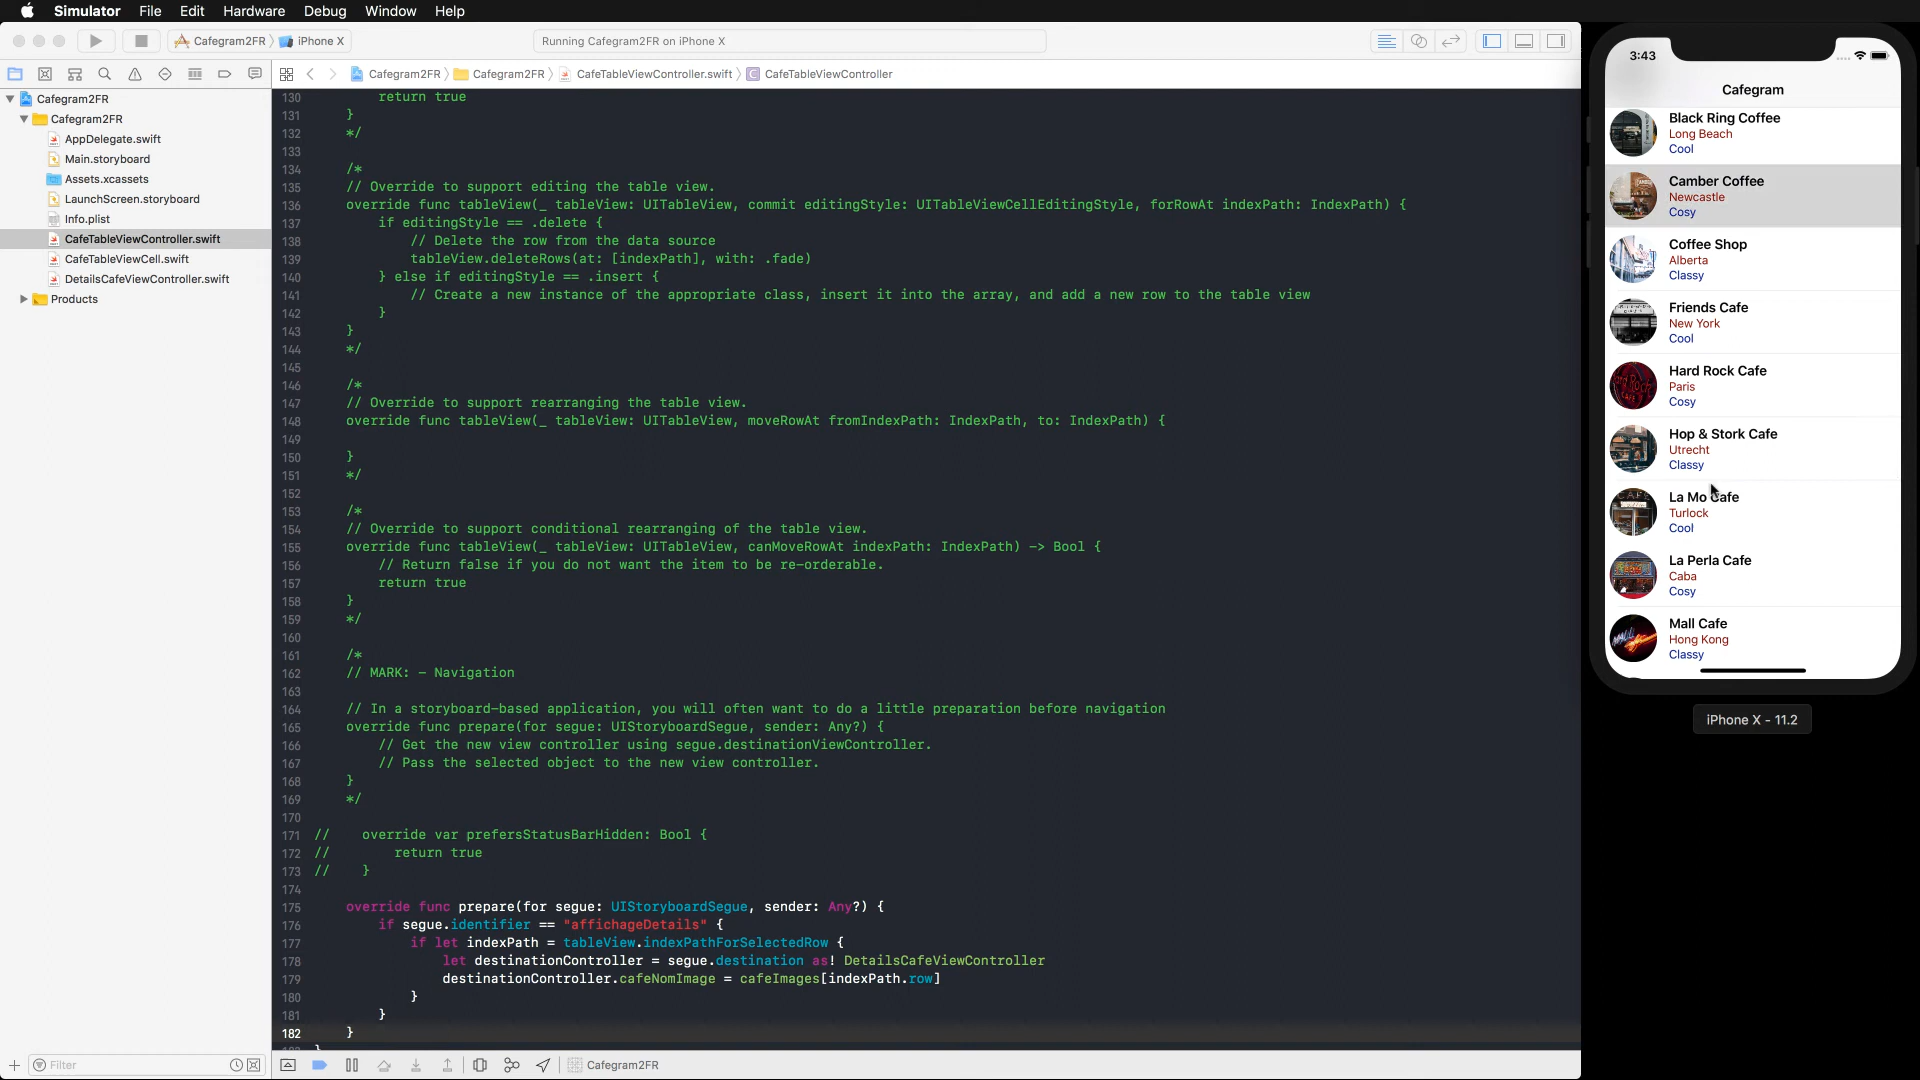 Simulator File Edit Hardware Debug Window Help
Cafegram2FR iPhone X
Running Cafegram2FR on iPhone X
Cafegram2FR Cafegram2FR CafeTableViewController.swift C CafeTableViewController
Cafegram2FR
Cafegram2FR
AppDelegate.swift
Main.storyboard
Assets.xcassets
LaunchScreen.storyboard
Info.plist
CafeTableViewController.swift
CafeTableViewCell.swift
DetailsCafeViewController.swift
Products
Filter
130 return true
131 }
132 */
133
134 /*
135 // Override to support editing the table view.
136 override func tableView(_ tableView: UITableView, commit editingStyle: UITableViewCellEditingStyle, forRowAt indexPath: IndexPath) {
137 if editingStyle == .delete {
138 // Delete the row from the data source
139 tableView.deleteRows(at: [indexPath], with: .fade)
140 } else if editingStyle == .insert {
141 // Create a new instance of the appropriate class, insert it into the array, and add a new row to the table view
142 }
143 }
144 */
145
146 /*
147 // Override to support rearranging the table view.
148 override func tableView(_ tableView: UITableView, moveRowAt fromIndexPath: IndexPath, to: IndexPath) {
149
150 }
151 */
152
153 /*
154 // Override to support conditional rearranging of the table view.
155 override func tableView(_ tableView: UITableView, canMoveRowAt indexPath: IndexPath) -> Bool {
156 // Return false if you do not want the item to be re-orderable.
157 return true
158 }
159 */
160
161 /*
162 // MARK: - Navigation
163
164 // In a storyboard-based application, you will often want to do a little preparation before navigation
165 override func prepare(for segue: UIStoryboardSegue, sender: Any?) {
166 // Get the new view controller using segue.destinationViewController.
167 // Pass the selected object to the new view controller.
168 }
169 */
170
171 // override var prefersStatusBarHidden: Bool {
172 // return true
173 // }
174
175 override func prepare(for segue: UIStoryboardSegue, sender: Any?) {
176 if segue.identifier == "affichageDetails" {
177 if let indexPath = tableView.indexPathForSelectedRow {
178 let destinationController = segue.destination as! DetailsCafeViewController
179 destinationController.cafeNomImage = cafeImages[indexPath.row]
180 }
181 }
182 }
Cafegram2FR
3:43
Cafegram
Black Ring Coffee
Long Beach
Cool
Camber Coffee
Newcastle
Cosy
Coffee Shop
Alberta
Classy
Friends Cafe
New York
Cool
Hard Rock Cafe
Paris
Cosy
Hop & Stork Cafe
Utrecht
Classy
La Mo Cafe
Turlock
Cool
La Perla Cafe
Caba
Cosy
Mall Cafe
Hong Kong
Classy
iPhone X - 11.2